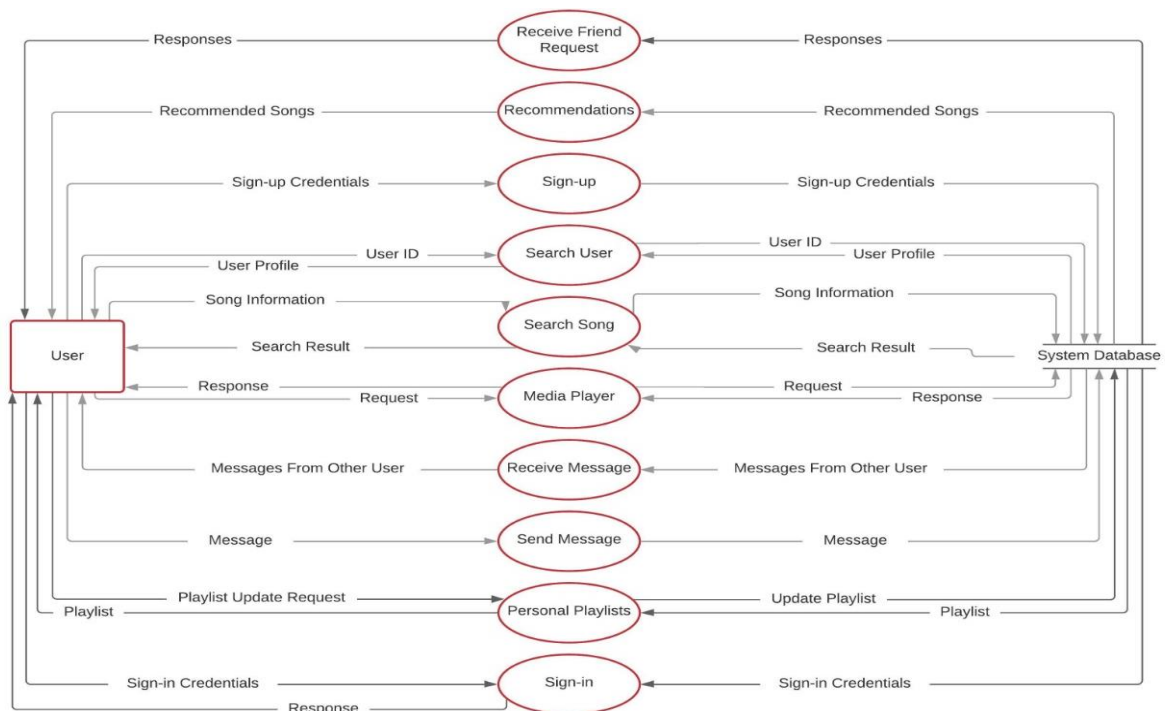 Responses
Receive Friend
Request
Responses
Recommended Songs
Recommendations
Recommended Songs
Sign-up Credentials
Sign-up
Sign-up Credentials
User ID
User Profile
Search User
User ID
User Profile
Song Information
Search Song
Song Information
User
Search Result
Search Result
System Database
Response
Request
Media Player
Request
Response
Messages From Other User
Receive Message
Messages From Other User
Message
Send Message
Message
Playlist Update Request
Playlist
Personal Playlists
Update Playlist
Playlist
Sign-in Credentials
Sign-in
Sign-in Credentials
Response